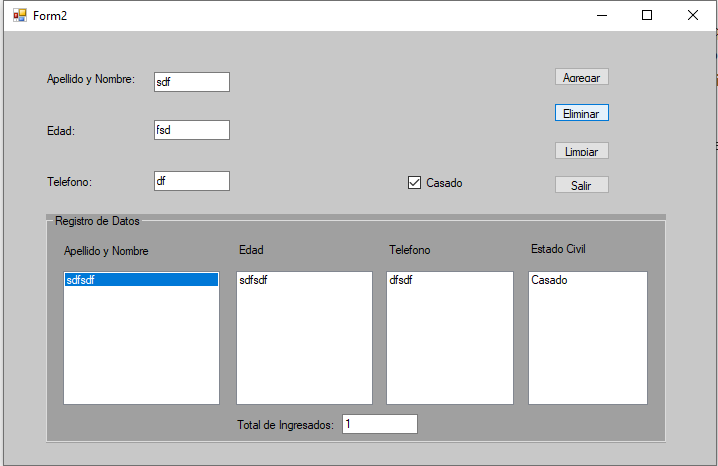 Form2
Apellido y Nombre: sdf
Agregar
Eliminar
Edad: fsd
Limpiar
Telefono: df
Casado
Salir
Registro de Datos
Apellido y Nombre Edad Telefono Estado Civil
sdfsdf sdfsdf dfsdf Casado
Total de Ingresados: 1